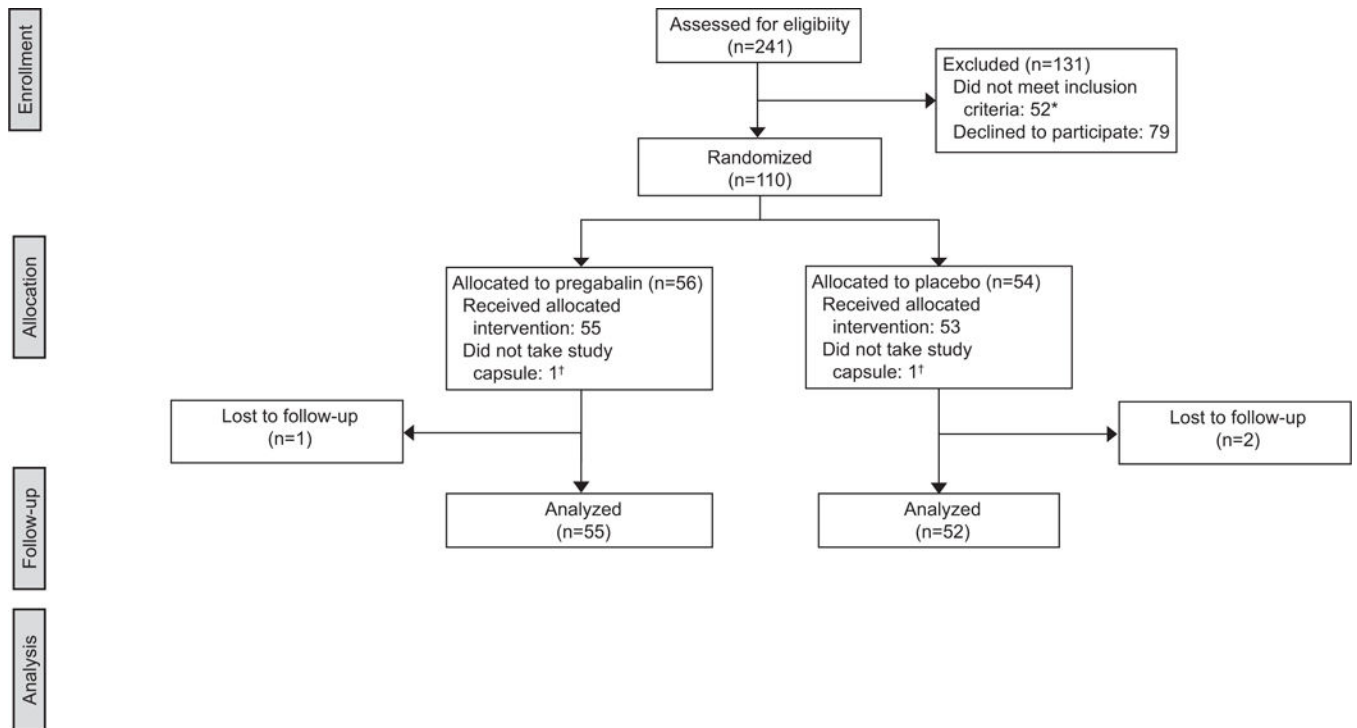 Enrollment
Assessed for eligibiity
(n=241)
Excluded (n=131)
Did not meet inclusion
criteria: 52*
Declined to participate: 79
Randomized
(n=110)
Allocation
Allocated to pregabalin (n=56)
Received allocated
intervention: 55
Did not take study
capsule: 1†
Allocated to placebo (n=54)
Received allocated
intervention: 53
Did not take study
capsule: 1†
Lost to follow-up
(n=1)
Lost to follow-up
(n=2)
Follow-up
Analyzed
(n=55)
Analyzed
(n=52)
Analysis